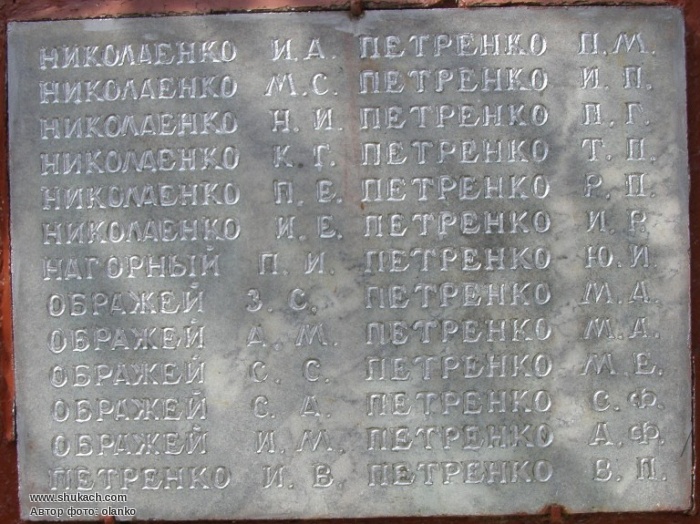 НИКОЛАЕНКО И.А. ПЕТРЕНКО П.М.
НИКОЛАЕНКО М.С. ПЕТРЕНКО И.П.
НИКОЛАЕНКО Н.И. ПЕТРЕНКО П.Г.
НИКОЛАЕНКО К.Г. ПЕТРЕНКО Т.П.
НИКОЛАЕНКО П.Е. ПЕТРЕНКО Р.П.
НИКОЛАЕНКО И.Е. ПЕТРЕНКО И.Р.
НАГОРНЫЙ П.И. ПЕТРЕНКО Ю.И.
ОБРАЖЕЙ З.С. ПЕТРЕНКО М.А.
ОБРАЖЕЙ А.М. ПЕТРЕНКО М.А.
ОБРАЖЕЙ С.С. ПЕТРЕНКО М.Е.
ОБРАЖЕЙ С.А. ПЕТРЕНКО С.Ф.
ОБРАЖЕЙ И.М. ПЕТРЕНКО А.Ф.
ПЕТРЕНКО И.В. ПЕТРЕНКО В.П.
www.shukach.com
Автор фото: olanko